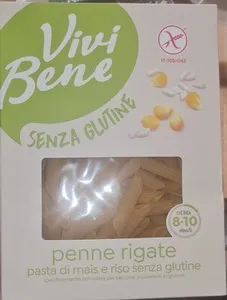 Vivi
Bene
SENZA GLUTINE
8-10
penne rigate
pasta di mais e riso senza glutine